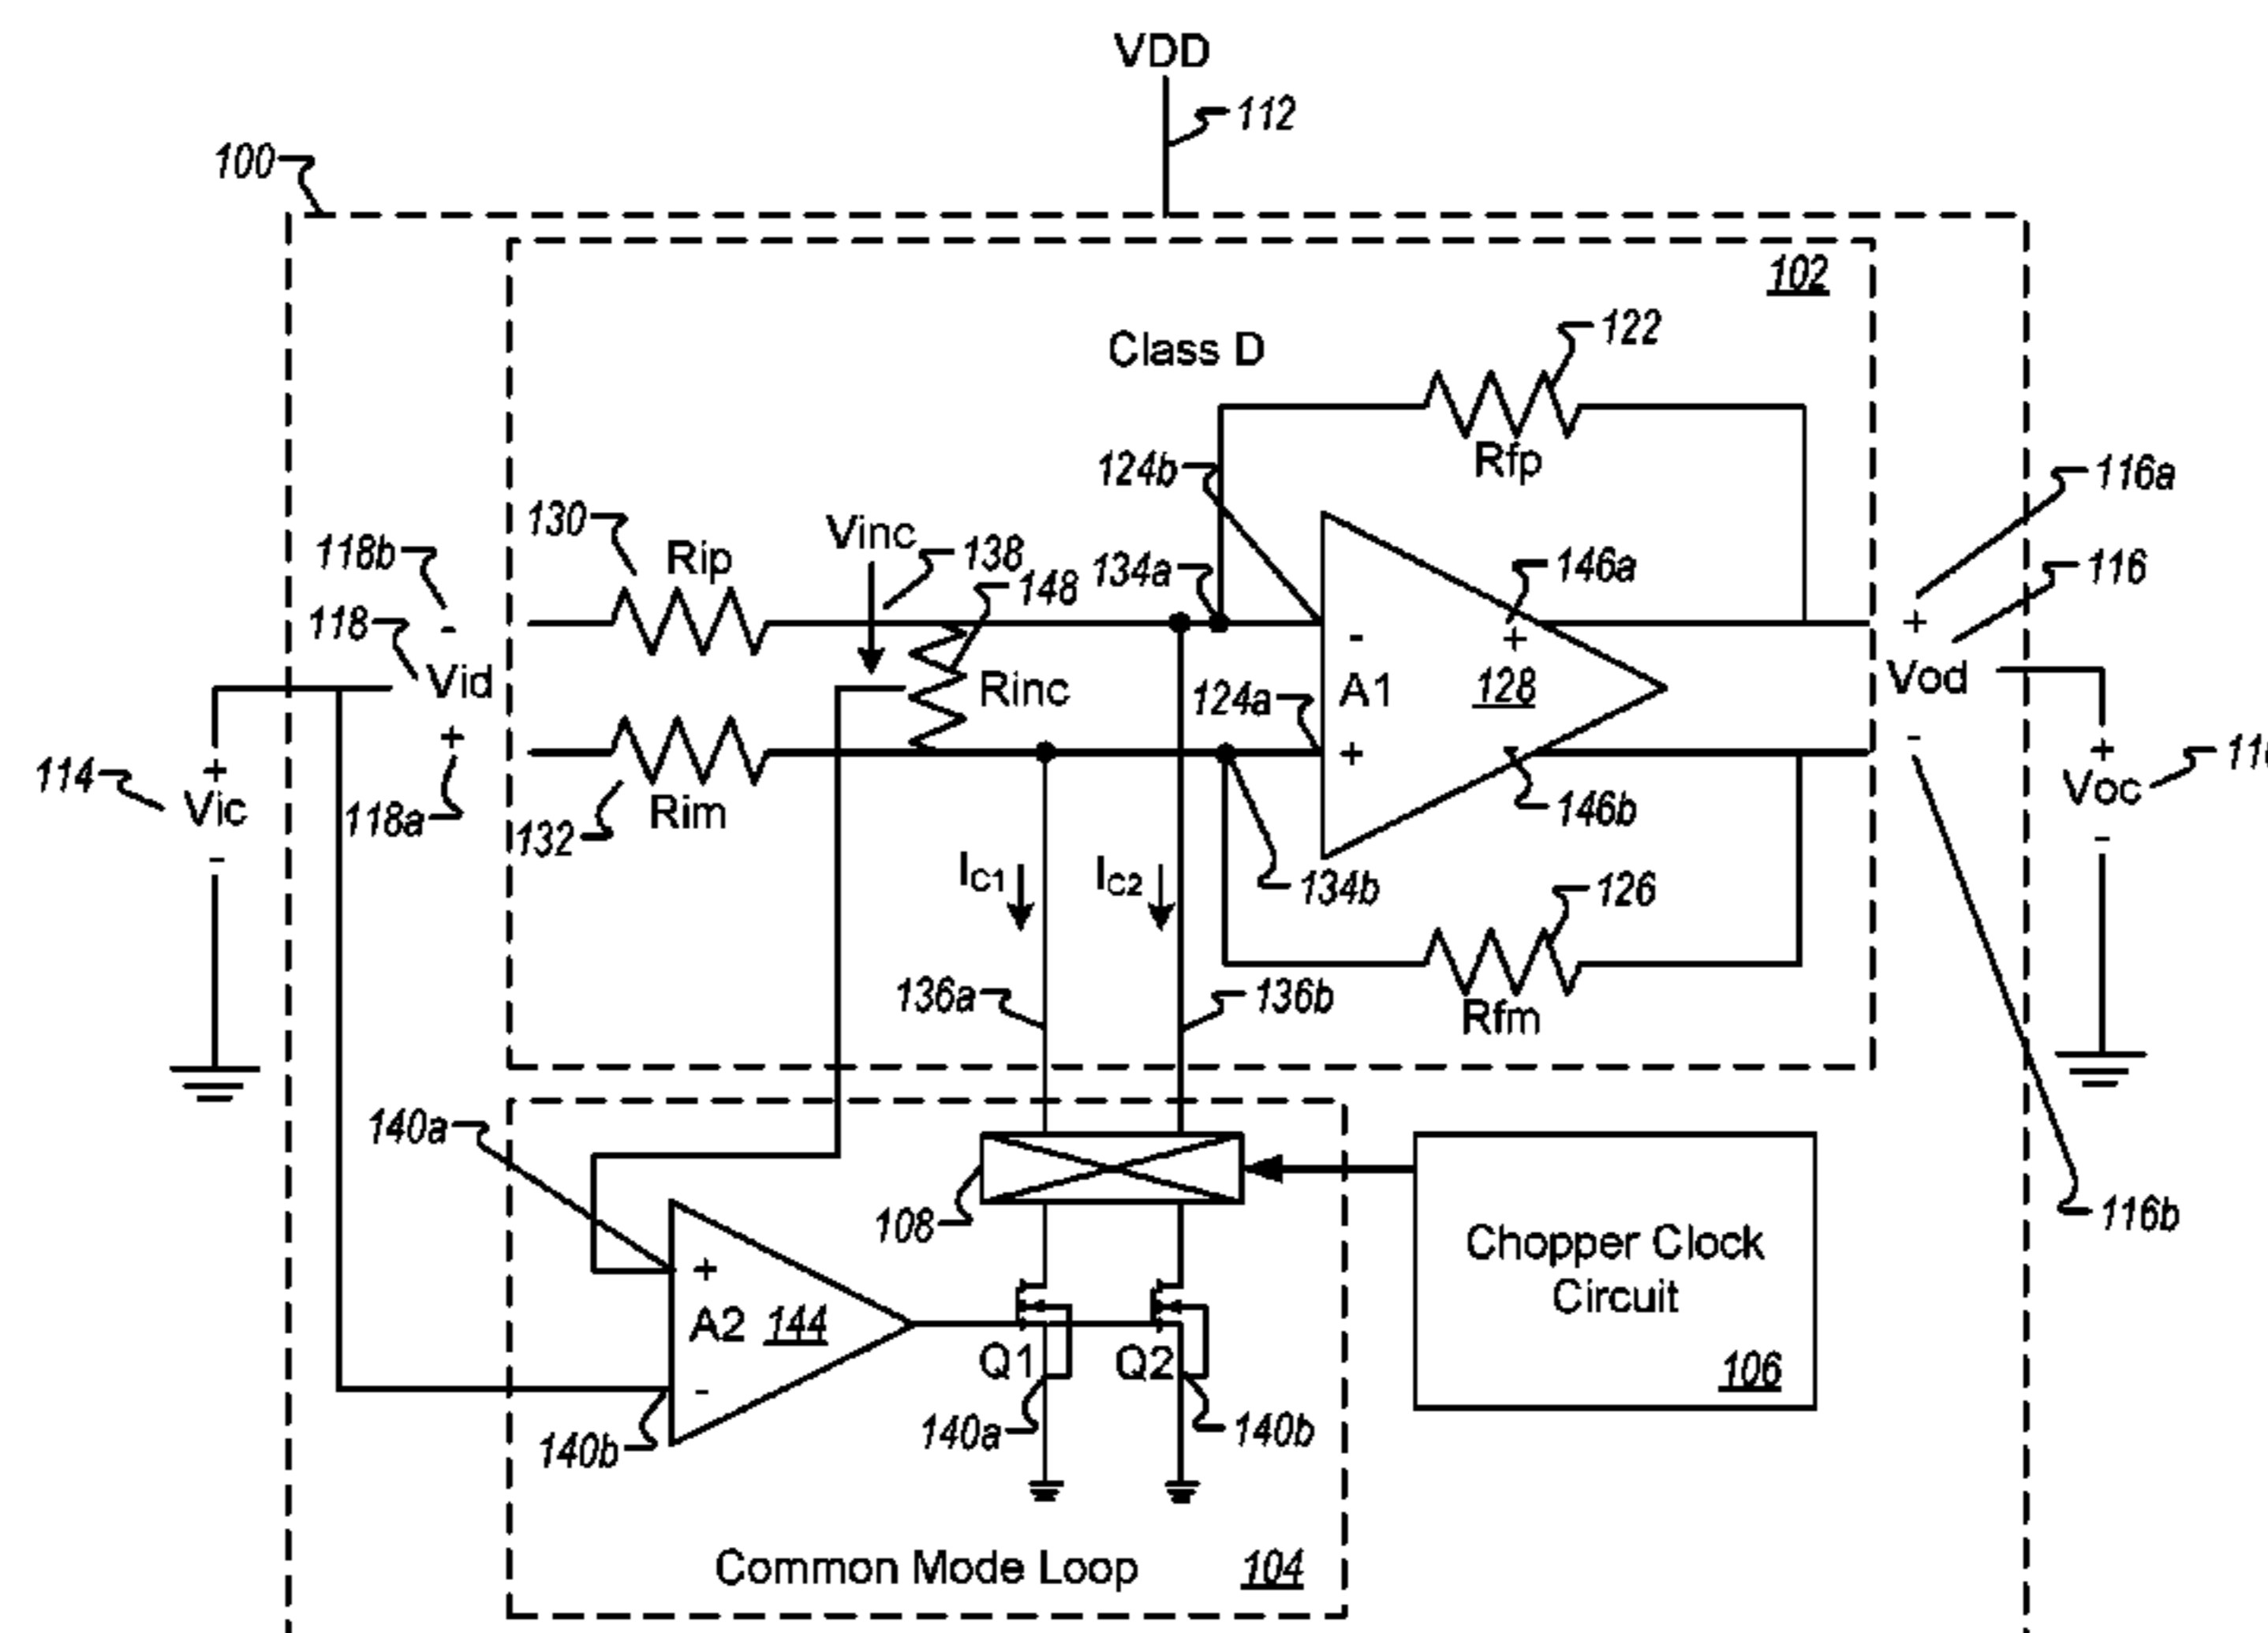 VDD
112
100
102
Class D
122
Rfp
124b
116a
130
Rip
Vinc
138
148
134a
146a
116
118b
118
-
Vid
+
118a
Rinc
124a
-
A1
+
+
128
-
146b
+
Vod
-
114
+
Vic
-
132
Rim
+
Voc
-
IC1
IC2
134b
126
Rfm
136a
136b
140a
108
+
A2
144
-
140b
Q1
Q2
140a
140b
Chopper Clock
Circuit
106
116b
Common Mode Loop
104